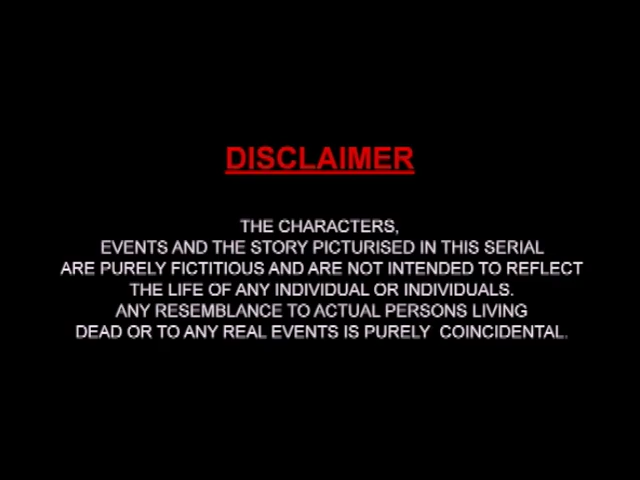 DISCLAIMER
THE CHARACTERS,
EVENTS AND THE STORY PICTURISED IN THIS SERIAL
ARE PURELY FICTITIOUS AND ARE NOT INTENDED TO REFLECT
THE LIFE OF ANY INDIVIDUAL OR INDIVIDUALS.
ANY RESEMBLANCE TO ACTUAL PERSONS LIVING
DEAD OR TO ANY REAL EVENTS IS PURELY  COINCIDENTAL.